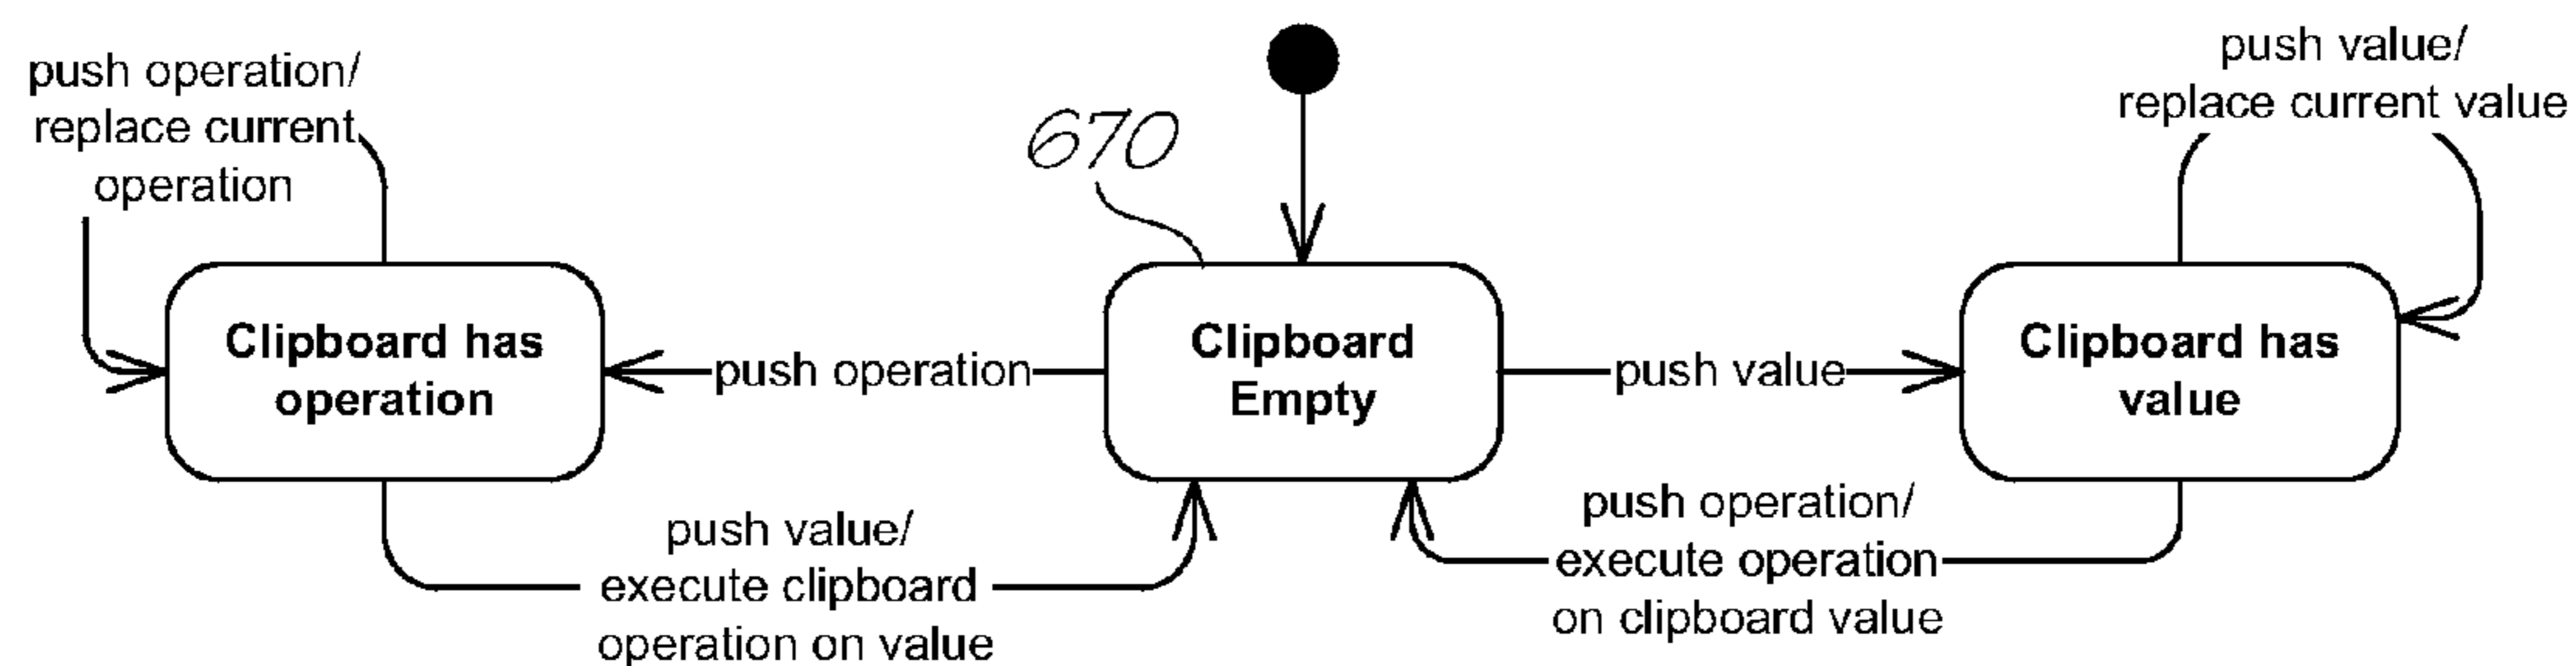 push operation/
replace current
operation
670
push value/
replace current value
Clipboard has
operation
push operation
Clipboard
Empty
push value
Clipboard has
value
push value/
execute clipboard
operation on value
push operation/
execute operation
on clipboard value